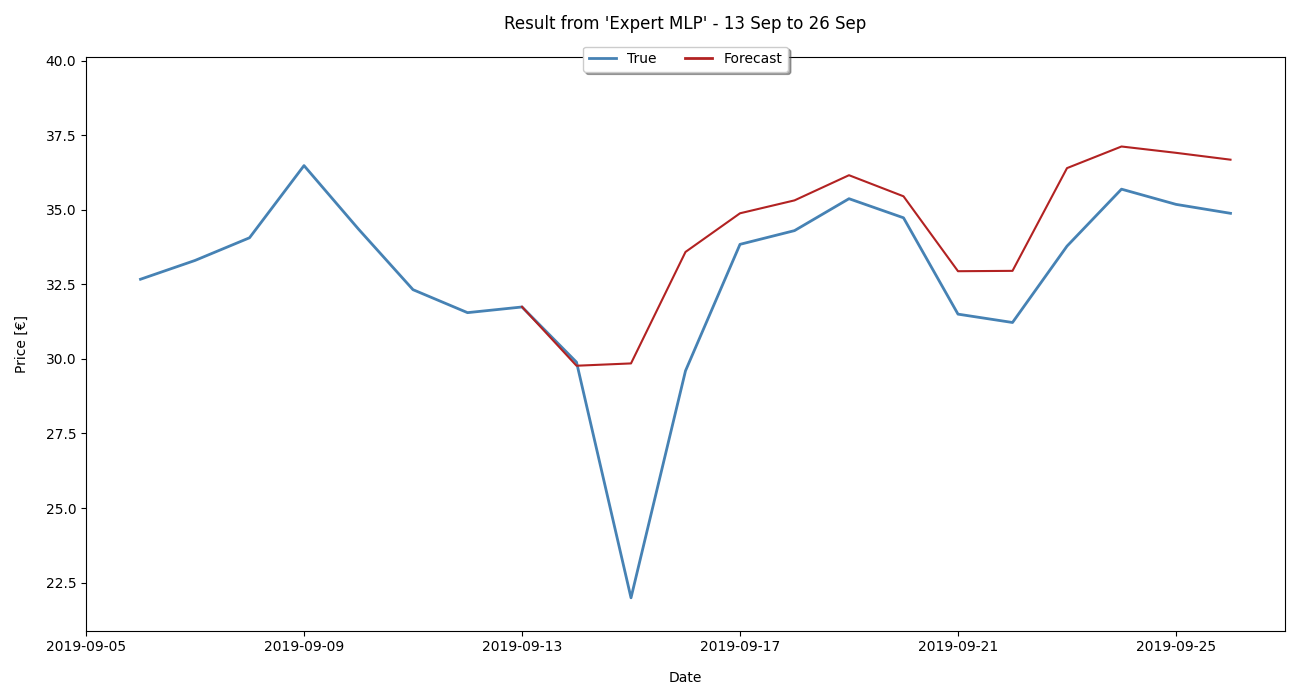 Result from 'Expert MLP' - 13 Sep to 26 Sep
True Forecast
40.0
37.5
35.0
32.5
30.0
27.5
25.0
22.5
Price [€]
2019-09-05 2019-09-09 2019-09-13 2019-09-17 2019-09-21 2019-09-25
Date